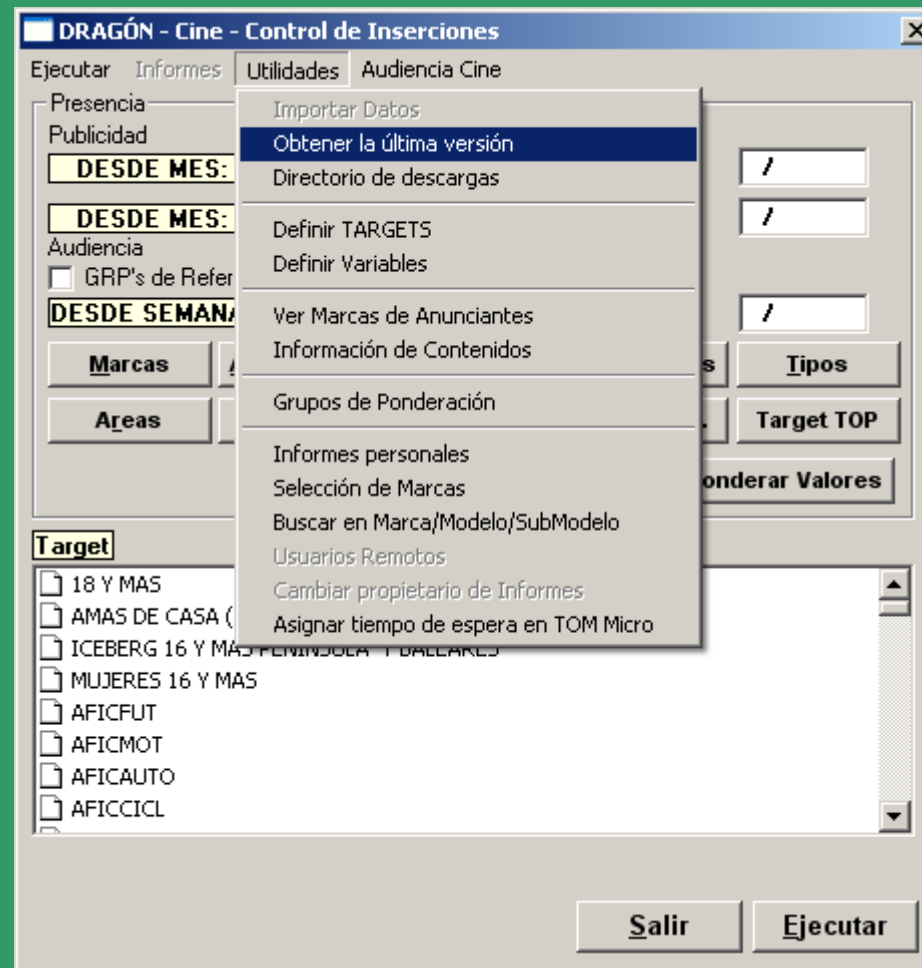 DRAGÓN - Cine - Control de Inserciones
Ejecutar Informes Utilidades Audiencia Cine
Presencia
Publicidad
DESDE MES: /
DESDE MES: /
Audiencia
GRP's de Refer
DESDE SEMANA /
Importar Datos
Obtener la última versión
Directorio de descargas
Definir TARGETS
Definir Variables
Ver Marcas de Anunciantes
Información de Contenidos
Grupos de Ponderación
Informes personales
Selección de Marcas
Buscar en Marca/Modelo/SubModelo
Usuarios Remotos
Cambiar propietario de Informes
Asignar tiempo de espera en TOM Micro
Marcas s Tipos
Areas . Target TOP
onderar Valores
Target
18 Y MAS
AMAS DE CASA (
ICEBERG 16 Y MAS PENINSULA Y BALEARES
MUJERES 16 Y MAS
AFICFUT
AFICMOT
AFICAUTO
AFICCICL
Salir Ejecutar